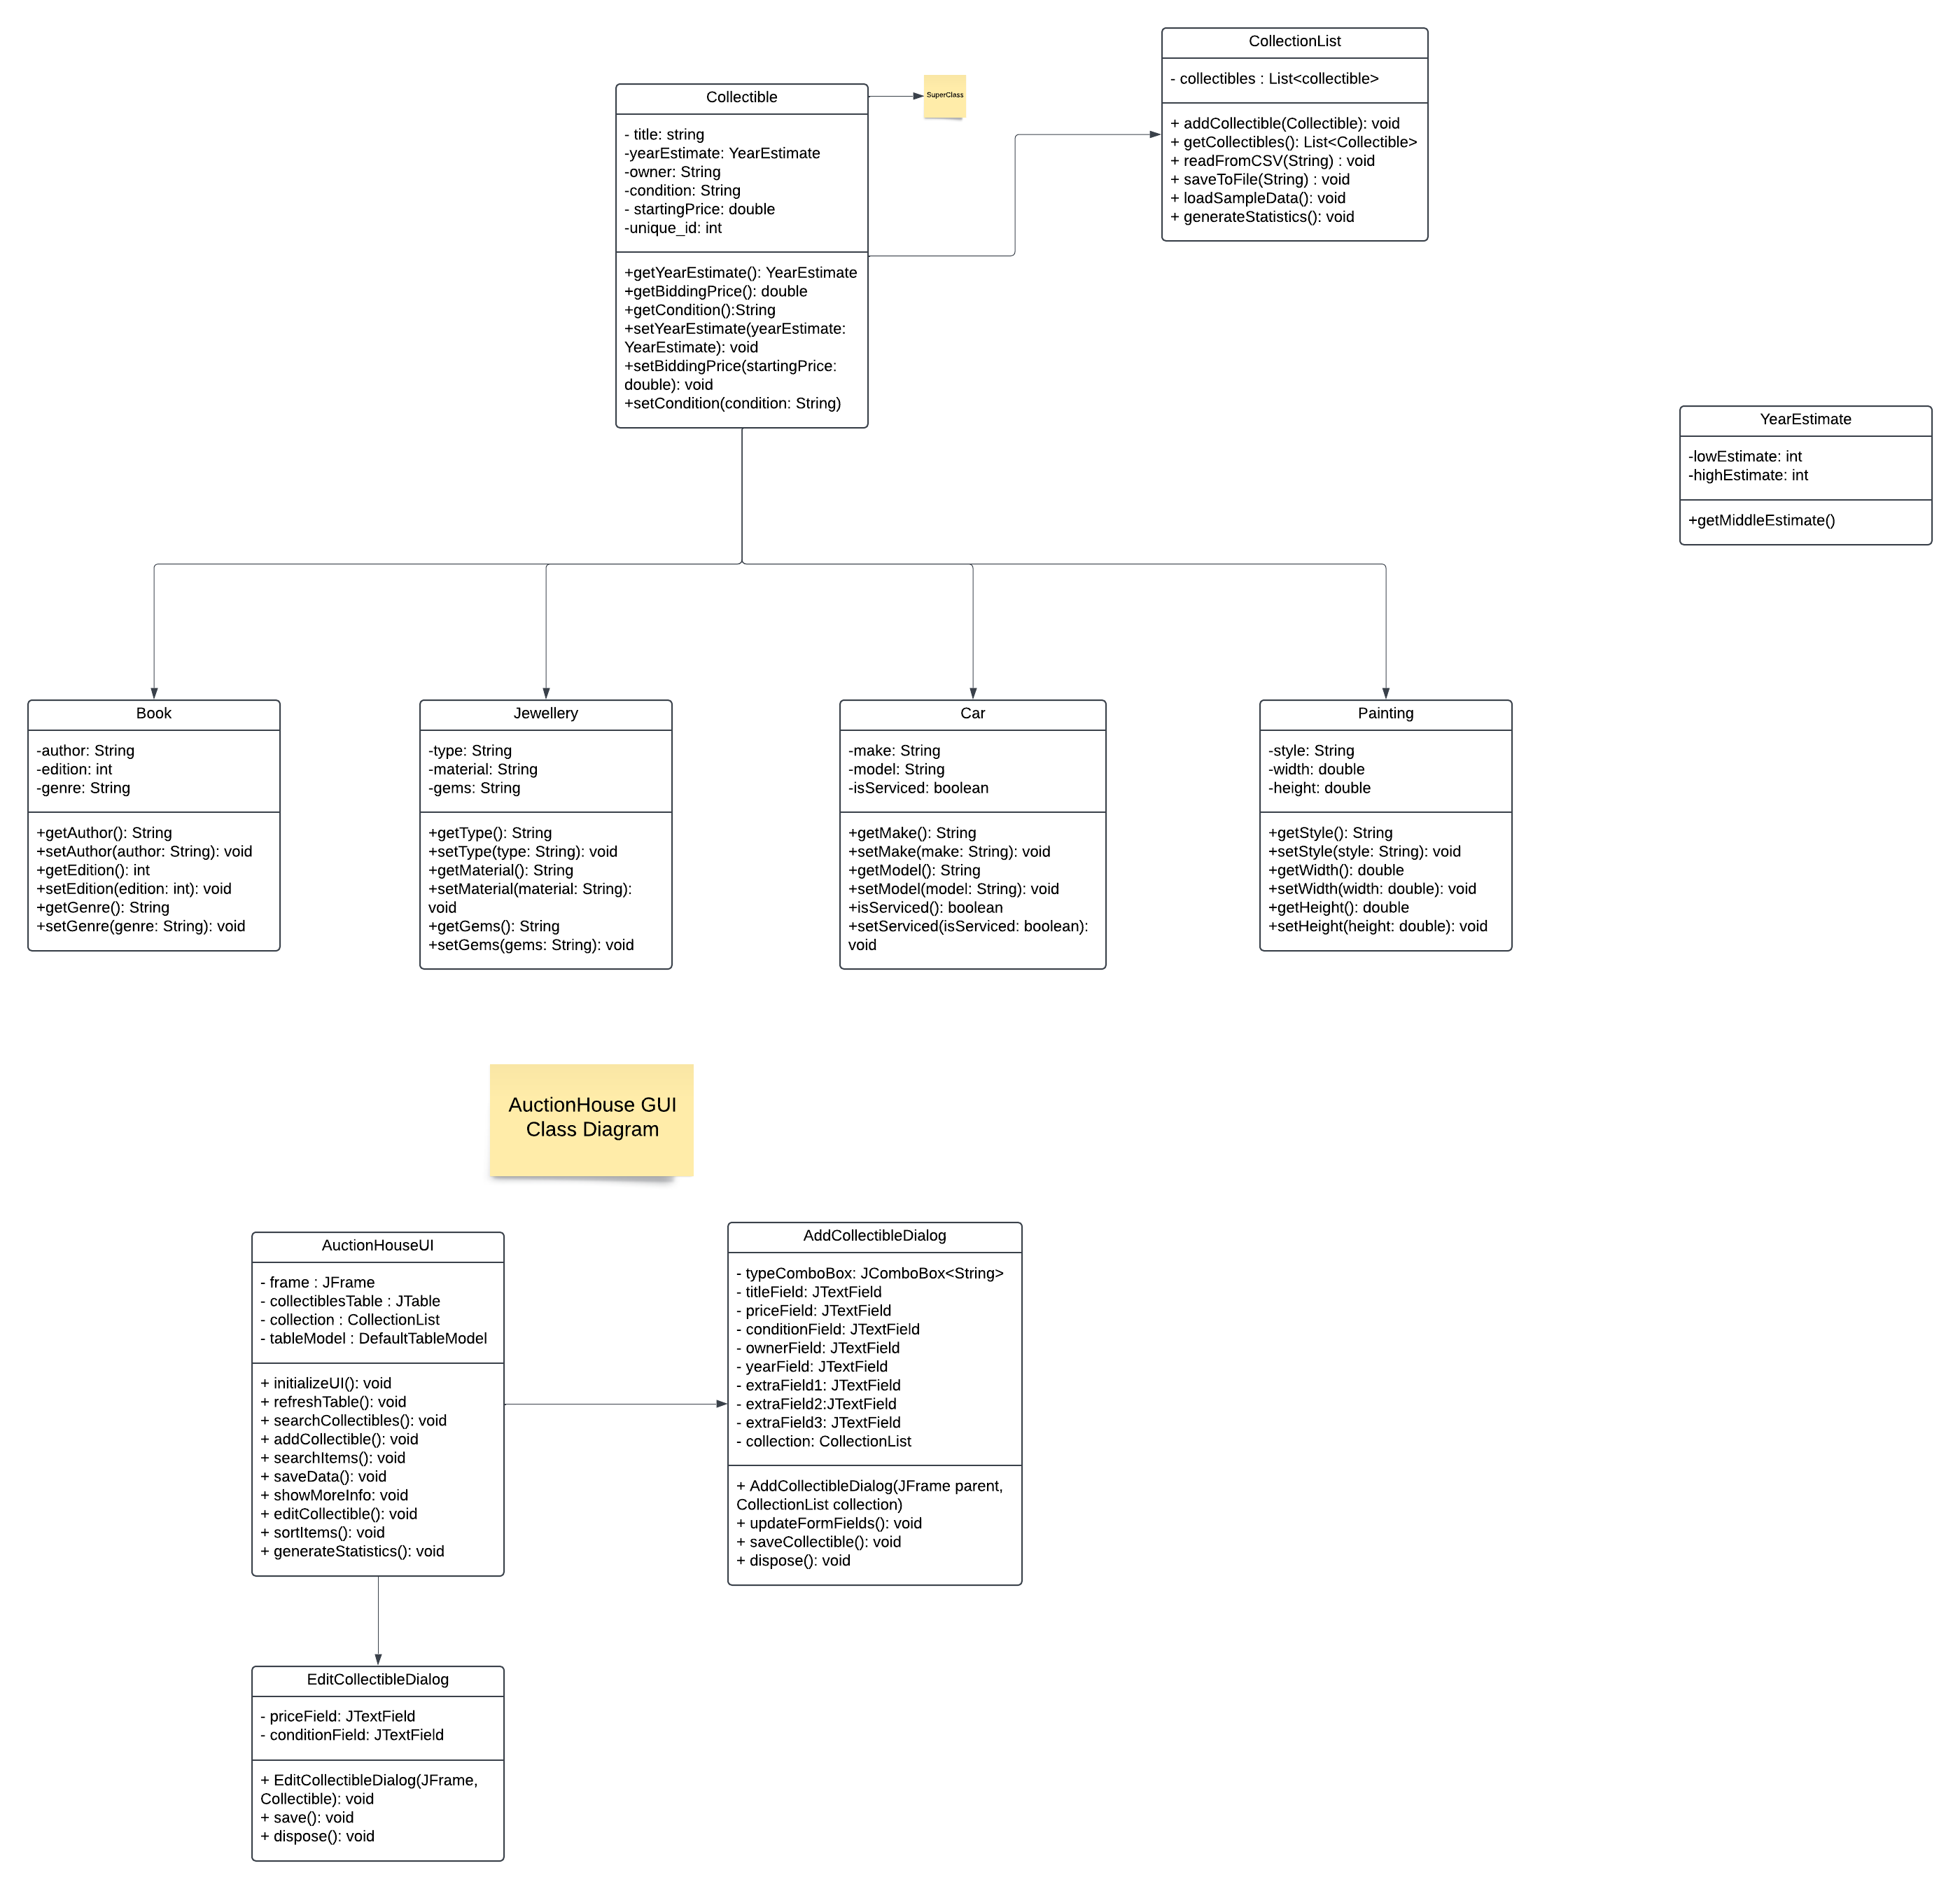 CollectionList
- collectibles : List<collectible>
+ addCollectible(Collectible): void
+ getCollectibles(): List<Collectible>
+ readFromCSV(String) : void
+ saveToFile(String) : void
+ loadSampleData(): void
+ generateStatistics(): void
SuperClass
Collectible
- title: string
-yearEstimate: YearEstimate
-owner: String
-condition: String
- startingPrice: double
-unique_id: int
+getYearEstimate(): YearEstimate
+getBiddingPrice(): double
+getCondition():String
+setYearEstimate(yearEstimate:
YearEstimate): void
+setBiddingPrice(startingPrice:
double): void
+setCondition(condition: String)
YearEstimate
-lowEstimate: int
-highEstimate: int
+getMiddleEstimate()
Book
-author: String
-edition: int
-genre: String
+getAuthor(): String
+setAuthor(author: String): void
+getEdition(): int
+setEdition(edition: int): void
+getGenre(): String
+setGenre(genre: String): void
Jewellery
-type: String
-material: String
-gems: String
+getType(): String
+setType(type: String): void
+getMaterial(): String
+setMaterial(material: String):
void
+getGems(): String
+setGems(gems: String): void
Car
-make: String
-model: String
-isServiced: boolean
+getMake(): String
+setMake(make: String): void
+getModel(): String
+setModel(model: String): void
+isServiced(): boolean
+setServiced(isServiced: boolean):
void
Painting
-style: String
-width: double
-height: double
+getStyle(): String
+setStyle(style: String): void
+getWidth(): double
+setWidth(width: double): void
+getHeight(): double
+setHeight(height: double): void
AuctionHouse GUI
Class Diagram
AuctionHouseUI
- frame : JFrame
- collectiblesTable : JTable
- collection : CollectionList
- tableModel : DefaultTableModel
+ initializeUI(): void
+ refreshTable(): void
+ searchCollectibles(): void
+ addCollectible(): void
+ searchItems(): void
+ saveData(): void
+ showMoreInfo: void
+ editCollectible(): void
+ sortItems(): void
+ generateStatistics(): void
AddCollectibleDialog
- typeComboBox: JComboBox<String>
- titleField: JTextField
- priceField: JTextField
- conditionField: JTextField
- ownerField: JTextField
- yearField: JTextField
- extraField1: JTextField
- extraField2:JTextField
- extraField3: JTextField
- collection: CollectionList
+ AddCollectibleDialog(JFrame parent,
CollectionList collection)
+ updateFormFields(): void
+ saveCollectible(): void
+ dispose(): void
EditCollectibleDialog
- priceField: JTextField
- conditionField: JTextField
+ EditCollectibleDialog(JFrame,
Collectible): void
+ save(): void
+ dispose(): void